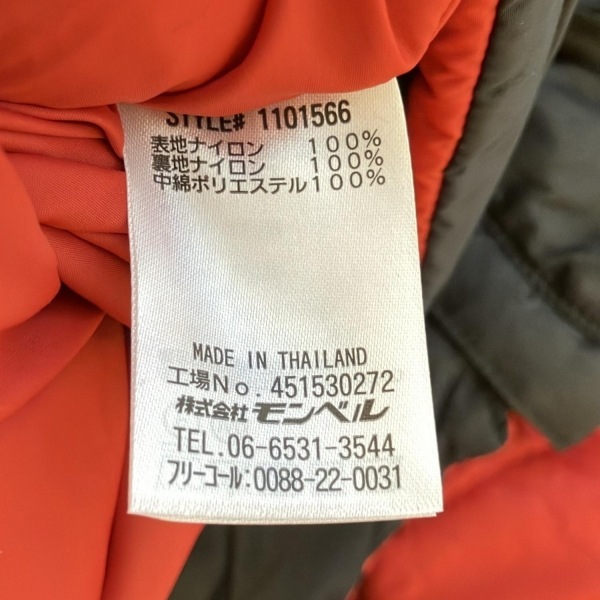 STYLE# 1101566
表地ナイロン 100%
裏地ナイロン 100%
中綿ポリエステル100%
MADE IN THAILAND
工場No. 451530272
株式会社 モンベル
TEL. 06-6531-3544
フリーコール:0088-22-0031